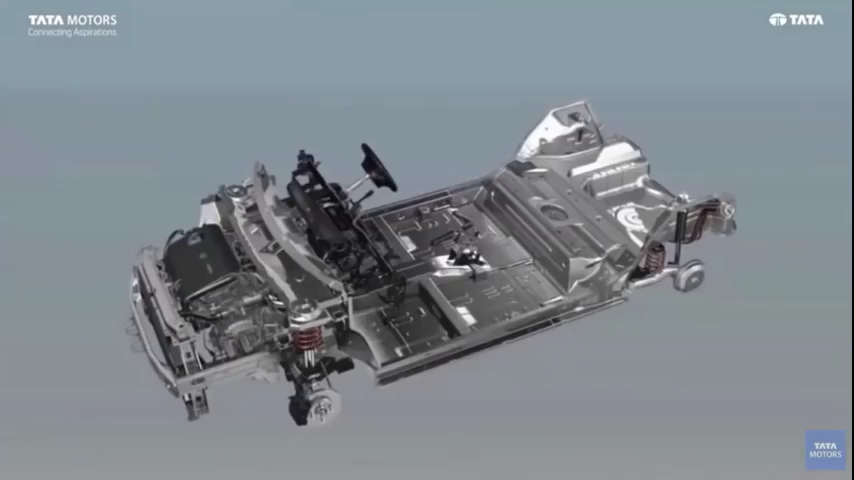 TATA MOTORS
Connecting Aspirations
TATA
TATA
MOTORS